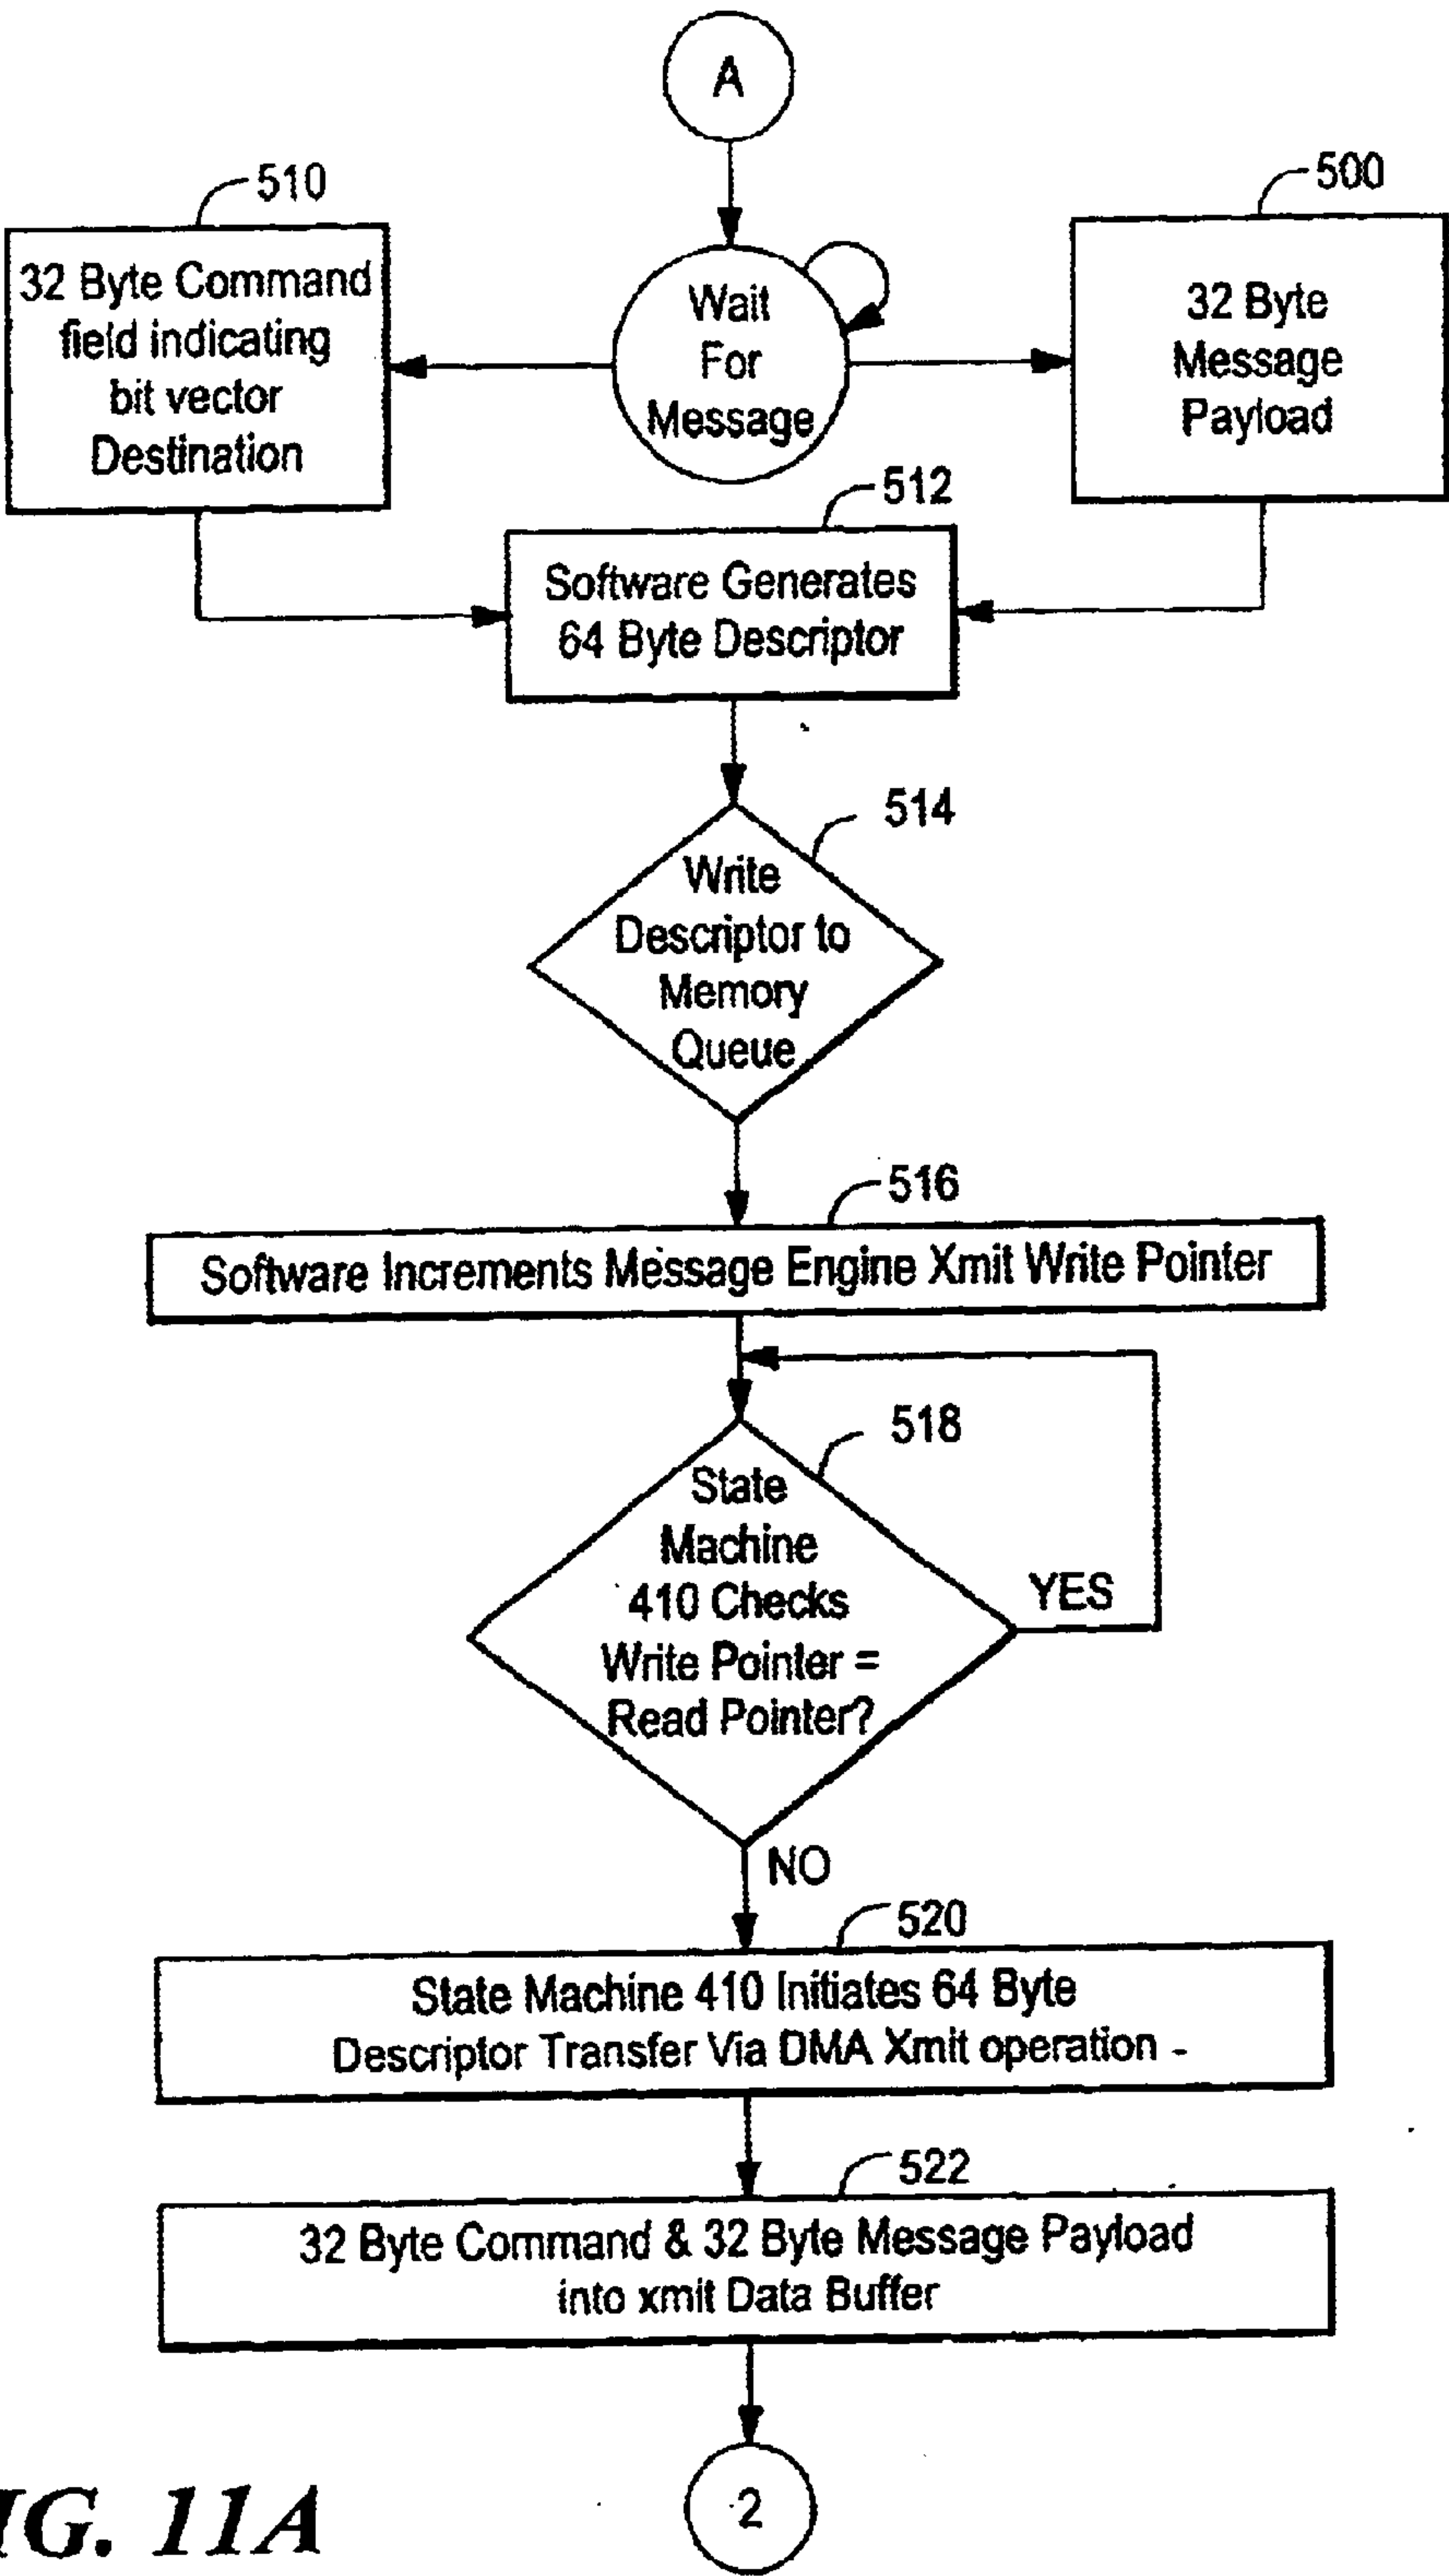 A
510
500
32 Byte Command
field indicating
bit vector
Destination
Wait
For
Message
32 Byte
Message
Payload
512
Software Generates
64 Byte Descriptor
514
Write
Descriptor to
Memory
Queue
516
Software Increments Message Engine Xmit Write Pointer
518
State
Machine
410 Checks
Write Pointer =
Read Pointer?
YES
NO
520
State Machine 410 Initiates 64 Byte
Descriptor Transfer Via DMA Xmit operation -
522
32 Byte Command & 32 Byte Message Payload
into xmit Data Buffer
2
IG. 11A